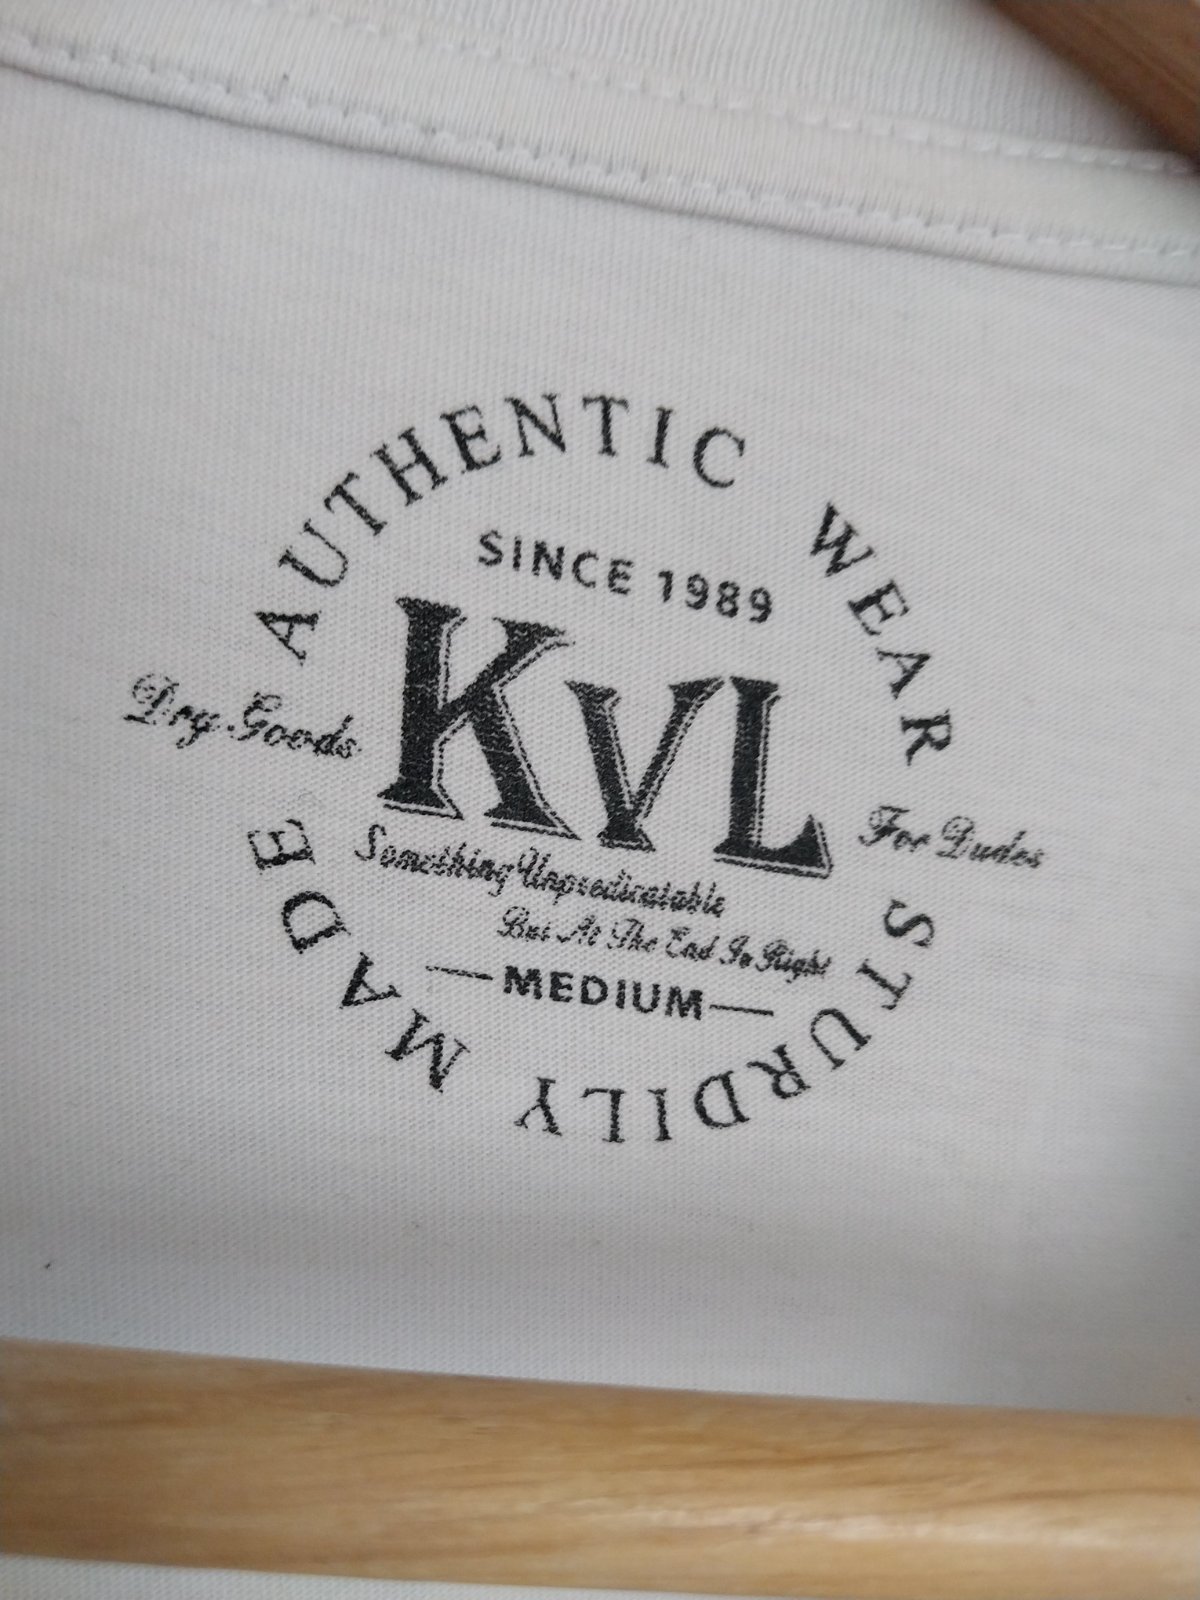 AUTHENTIC WEAR
SINCE 1989
KVL
Dry Goods
For Dudes
Something Unpredicatable
But At The End Is Right
MEDIUM
STURDILY MADE